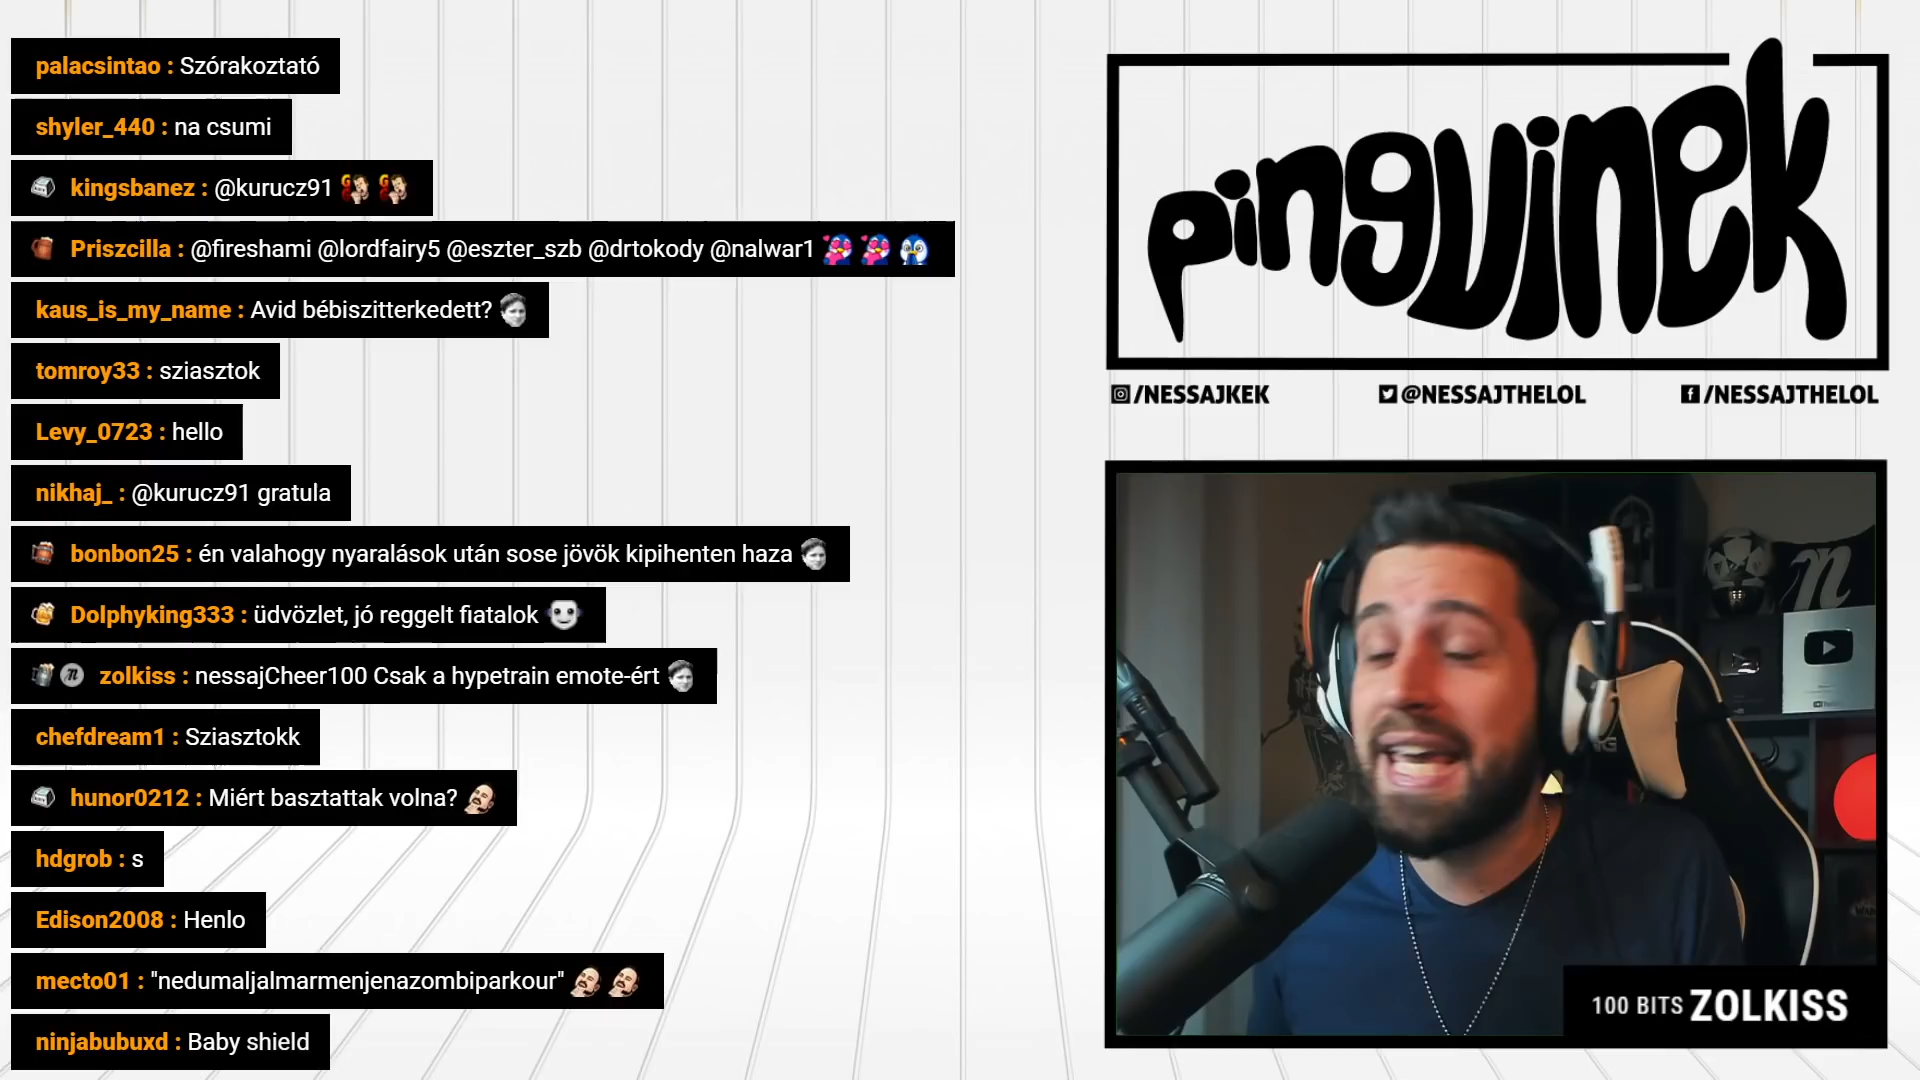 palacsintao : Szórakoztató
shyler_440 : na csumi
kingsbanez : @kurucz91
Priszcilla : @fireshami @lordfairy5 @eszter_szb @drtokody @nalwar1
kaus_is_my_name : Avid bébiszitterkedett?
tomroy33 : sziasztok
Levy_0723 : hello
nikhaj_ : @kurucz91 gratula
bonbon25 : én valahogy nyaralások után sose jövök kipihenten haza
Dolphyking333 : üdvözlet, jó reggelt fiatalok
zolkiss : nessajCheer100 Csak a hypetrain emote-ért
chefdream1 : Sziasztokk
hunor0212 : Miért basztattak volna?
hdgrob : s
Edison2008 : Henlo
mecto01 : "nedumaljalmarmenjenazombiparkour"
ninjabubuxd : Baby shield
pingvinek
/NESSAJKEK
@NESSAJTHELOL
/NESSAJTHELOL
n
100 BITS ZOLKISS